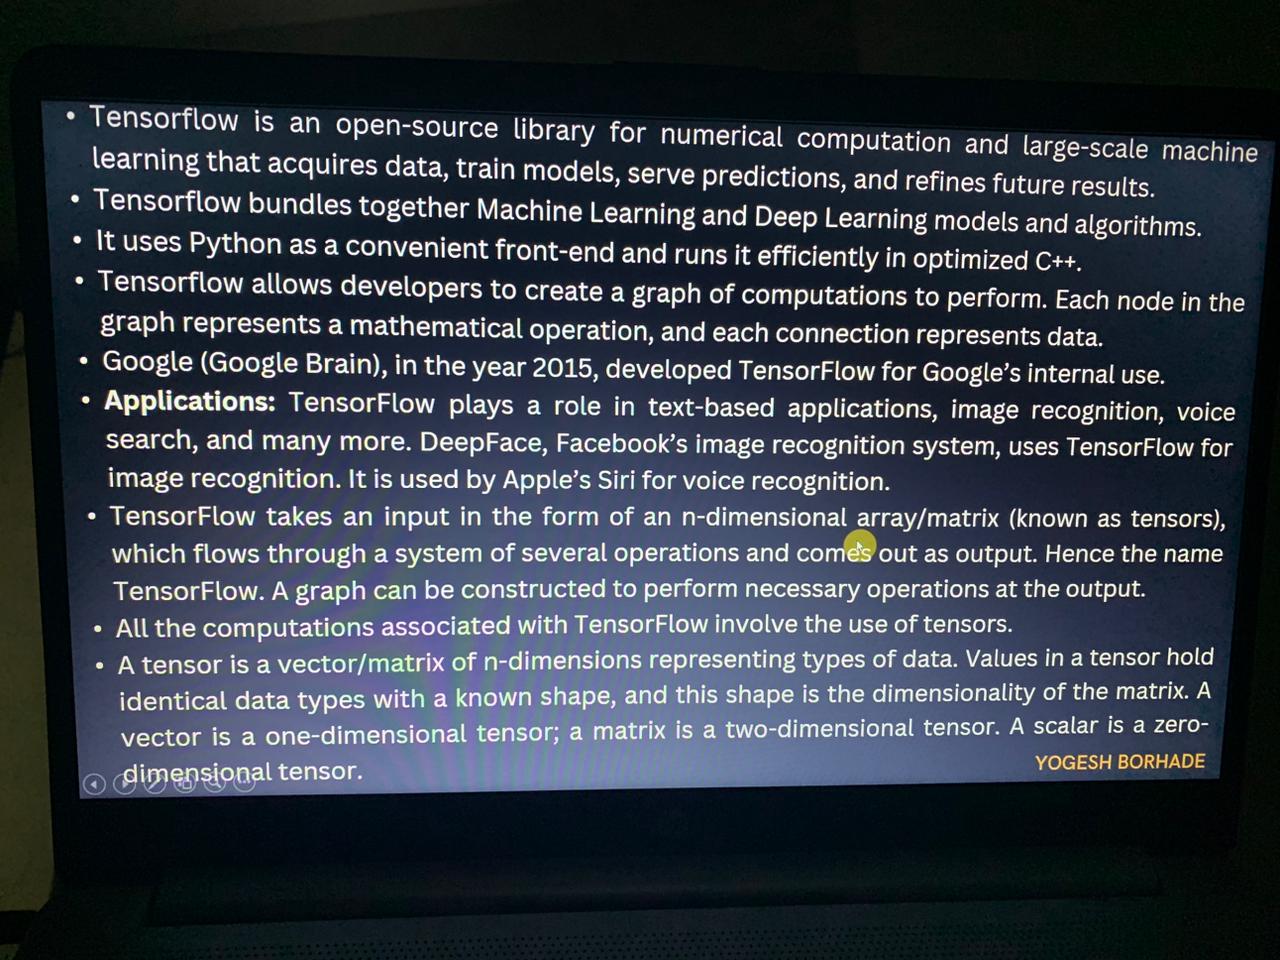 • Tensorflow is an open-source library for numerical computation and large-scale machine
learning that acquires data, train models, serve predictions, and refines future results.
• Tensorflow bundles together Machine Learning and Deep Learning models and algorithms.
• It uses Python as a convenient front-end and runs it efficiently in optimized C++.
• Tensorflow allows developers to create a graph of computations to perform. Each node in the
graph represents a mathematical operation, and each connection represents data.
• Google (Google Brain), in the year 2015, developed TensorFlow for Google's internal use.
• Applications: TensorFlow plays a role in text-based applications, image recognition, voice
search, and many more. DeepFace, Facebook's image recognition system, uses TensorFlow for
image recognition. It is used by Apple's Siri for voice recognition.
• TensorFlow takes an input in the form of an n-dimensional array/matrix (known as tensors),
which flows through a system of several operations and comes out as output. Hence the name
TensorFlow. A graph can be constructed to perform necessary operations at the output.
• All the computations associated with TensorFlow involve the use of tensors.
• A tensor is a vector/matrix of n-dimensions representing types of data. Values in a tensor hold
identical data types with a known shape, and this shape is the dimensionality of the matrix. A
vector is a one-dimensional tensor; a matrix is a two-dimensional tensor. A scalar is a zero-
dimensional tensor.
YOGESH BORHADE